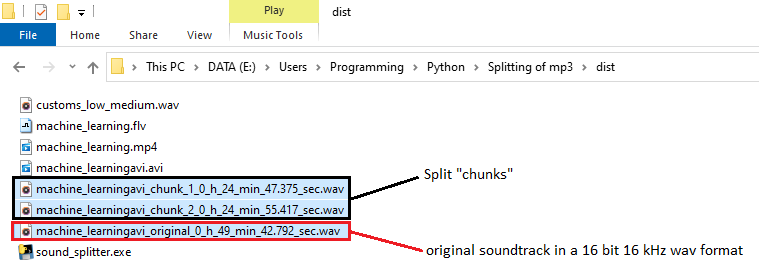 Play
dist
File
Home
Share
View
Music Tools
This PC > DATA (E:) > Users > Programming > Python > Splitting of mp3 > dist
customs_low_medium.wav
machine_learning.flv
machine_learning.mp4
machine_learningavi.avi
machine_learningavi_chunk_1_0_h_24_min_47.375_sec.wav
Split "chunks"
machine_learningavi_chunk_2_0_h_24_min_55.417_sec.wav
machine_learningavi_original_0_h_49_min_42.792_sec.wav
original soundtrack in a 16 bit 16 kHz wav format
sound_splitter.exe